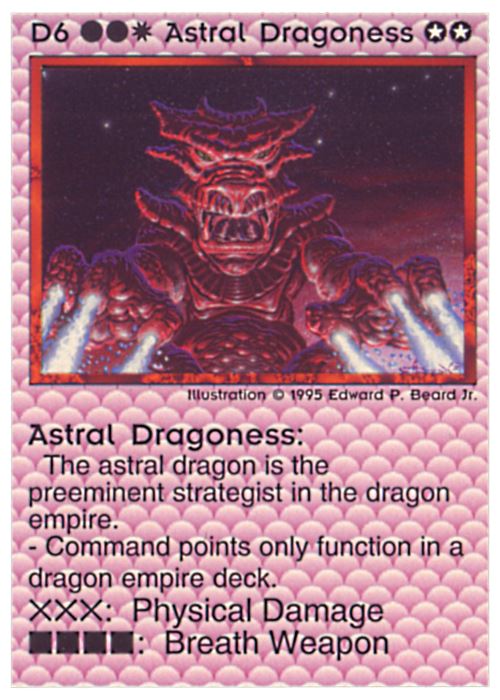 D6 ●●✷ Astral Dragoness ✪✪
Illustration © 1995 Edward P. Beard Jr.
Astral Dragoness:
The astral dragon is the
preeminent strategist in the dragon
empire.
- Command points only function in a
dragon empire deck.
XXX: Physical Damage
■■■■: Breath Weapon